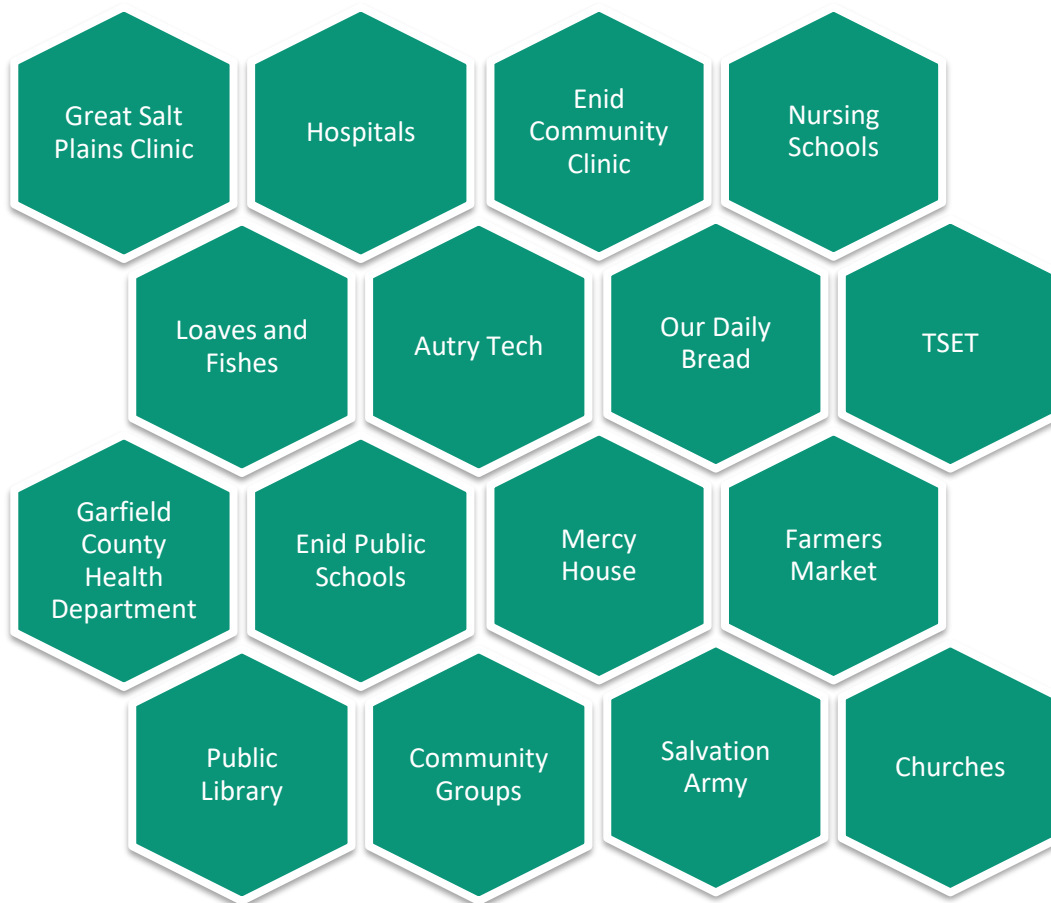 Great Salt
Plains Clinic
Hospitals
Enid
Community
Clinic
Nursing
Schools
Loaves and
Fishes
Autry Tech
Our Daily
Bread
TSET
Garfield
County
Health
Department
Enid Public
Schools
Mercy
House
Farmers
Market
Public
Library
Community
Groups
Salvation
Army
Churches